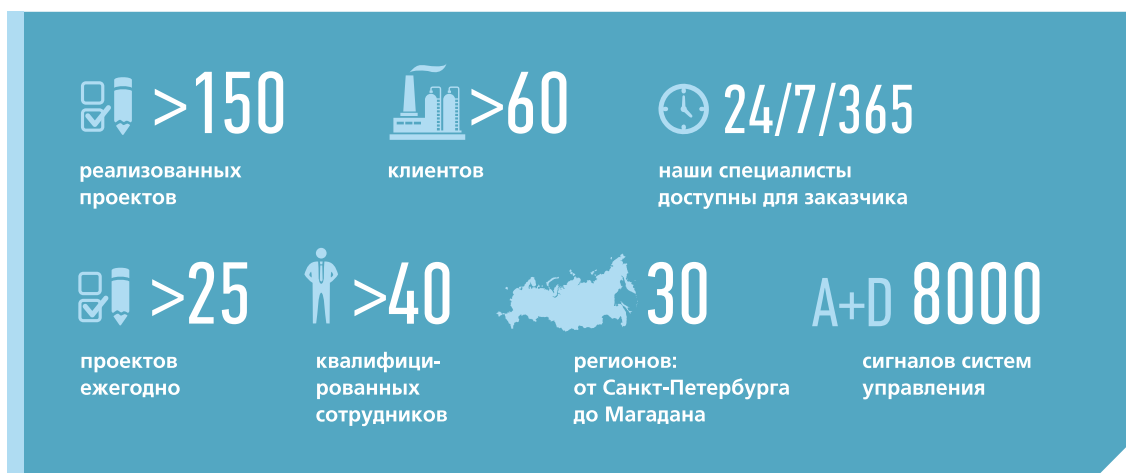 >150
реализованных
проектов
>60
клиентов
24/7/365
наши специалисты
доступны для заказчика
>25
проектов
ежегодно
>40
квалифици-
рованных
сотрудников
30
регионов:
от Санкт-Петербурга
до Магадана
A+D 8000
сигналов систем
управления